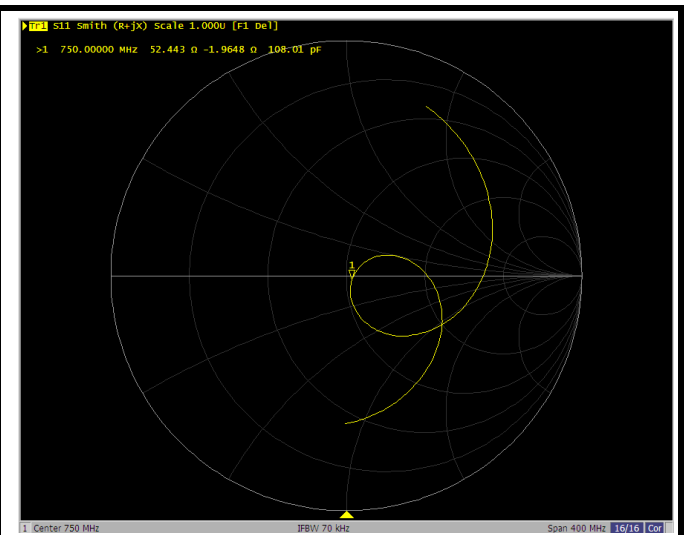 Tr1 S11 Smith (R+jX) Scale 1.000U [F1 Del]
>1 750.00000 MHz 52.443 Ω -1.9648 Ω 108.01 pF
1
1 Center 750 MHz IFBW 70 kHz Span 400 MHz 16/16 Cor